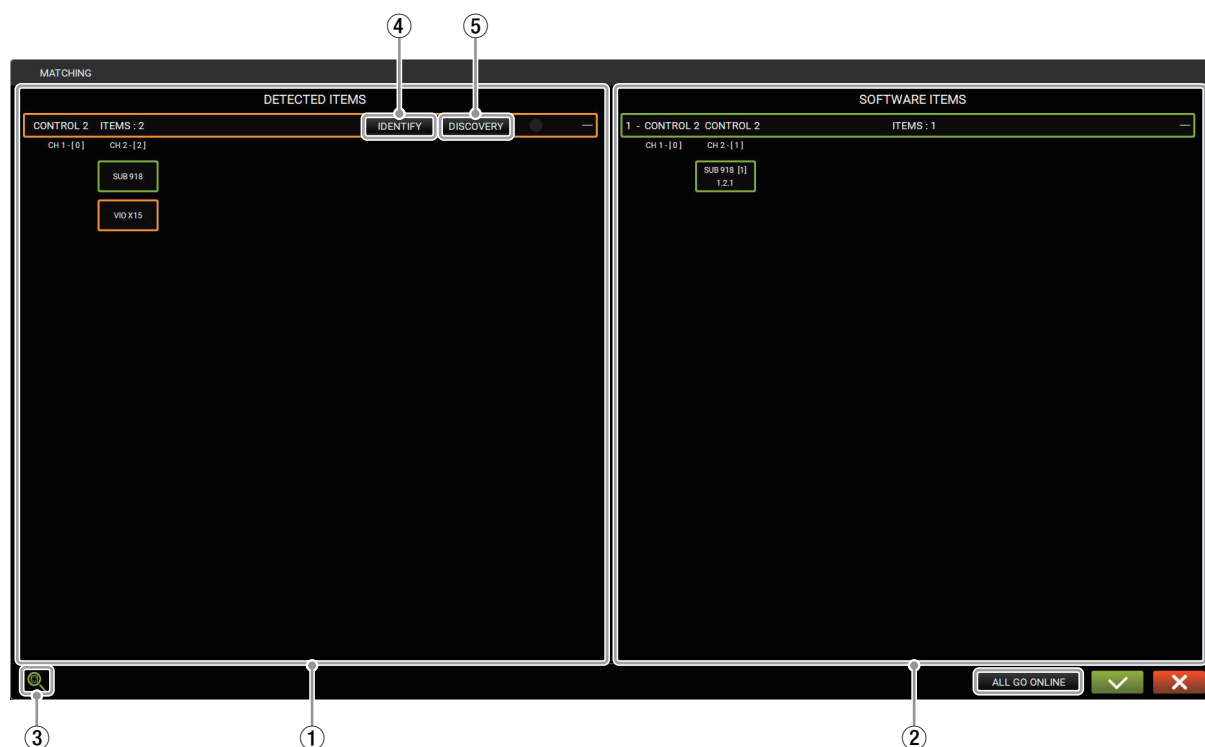 ④ ⑤
MATCHING
DETECTED ITEMS
CONTROL 2 ITEMS : 2 IDENTIFY DISCOVERY
CH 1 - [ 0 ] CH 2 - [ 2 ]
SUB 918
VIO X15
SOFTWARE ITEMS
1 - CONTROL 2 CONTROL 2 ITEMS : 1
CH 1 - [ 0 ] CH 2 - [ 1 ]
SUB 918 [1]
1.2.1
ALL GO ONLINE
③ ① ②